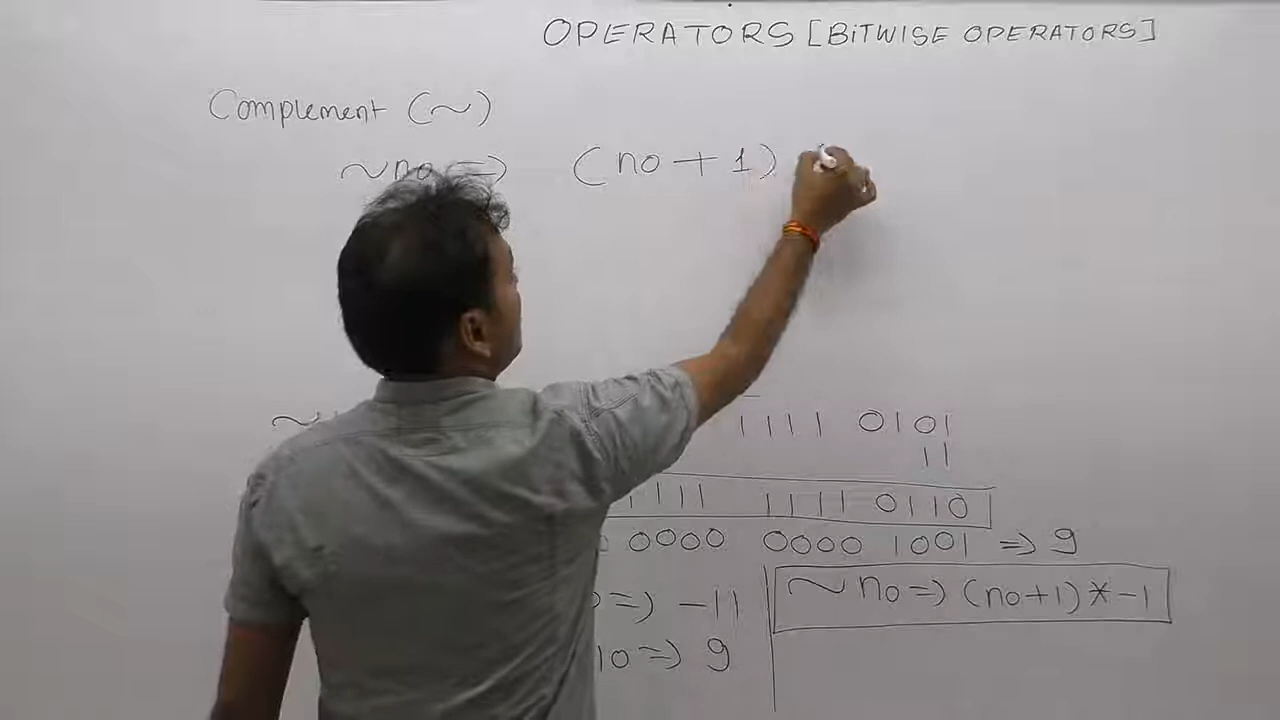 OPERATORS [BITWISE OPERATORS]
Complement (~)
~no => (no + 1)
~ 1111 0101
11
1111 1111 0110
0000 0000 1001 => 9
=> -11
~no => (no+1) * -1
10 => 9